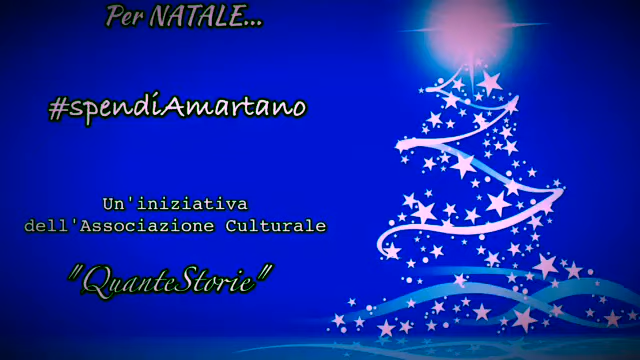 Per NATALE...
#spendiAmartano
Un'iniziativa
dell'Associazione Culturale
"QuanteStorie"